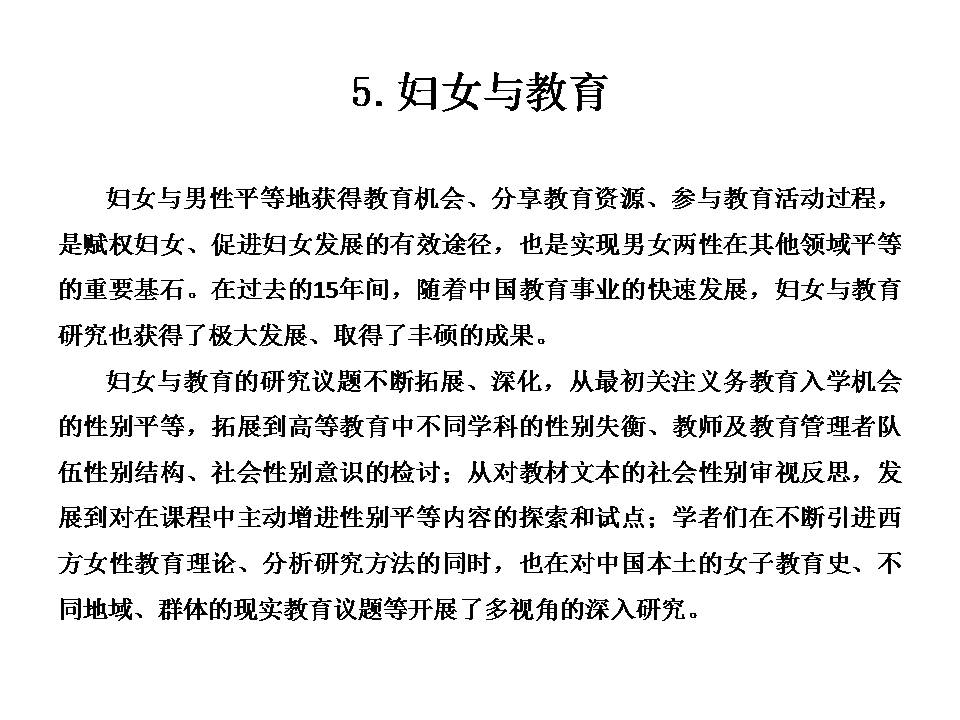 5.妇女与教育
妇女与男性平等地获得教育机会、分享教育资源、参与教育活动过程，
是赋权妇女、促进妇女发展的有效途径，也是实现男女两性在其他领域平等
的重要基石。在过去的15年间，随着中国教育事业的快速发展，妇女与教育
研究也获得了极大发展、取得了丰硕的成果。
妇女与教育的研究议题不断拓展、深化，从最初关注义务教育入学机会
的性别平等，拓展到高等教育中不同学科的性别失衡、教师及教育管理者队
伍性别结构、社会性别意识的检讨；从对教材文本的社会性别审视反思，发
展到对在课程中主动增进性别平等内容的探索和试点；学者们在不断引进西
方女性教育理论、分析研究方法的同时，也在对中国本土的女子教育史、不
同地域、群体的现实教育议题等开展了多视角的深入研究。